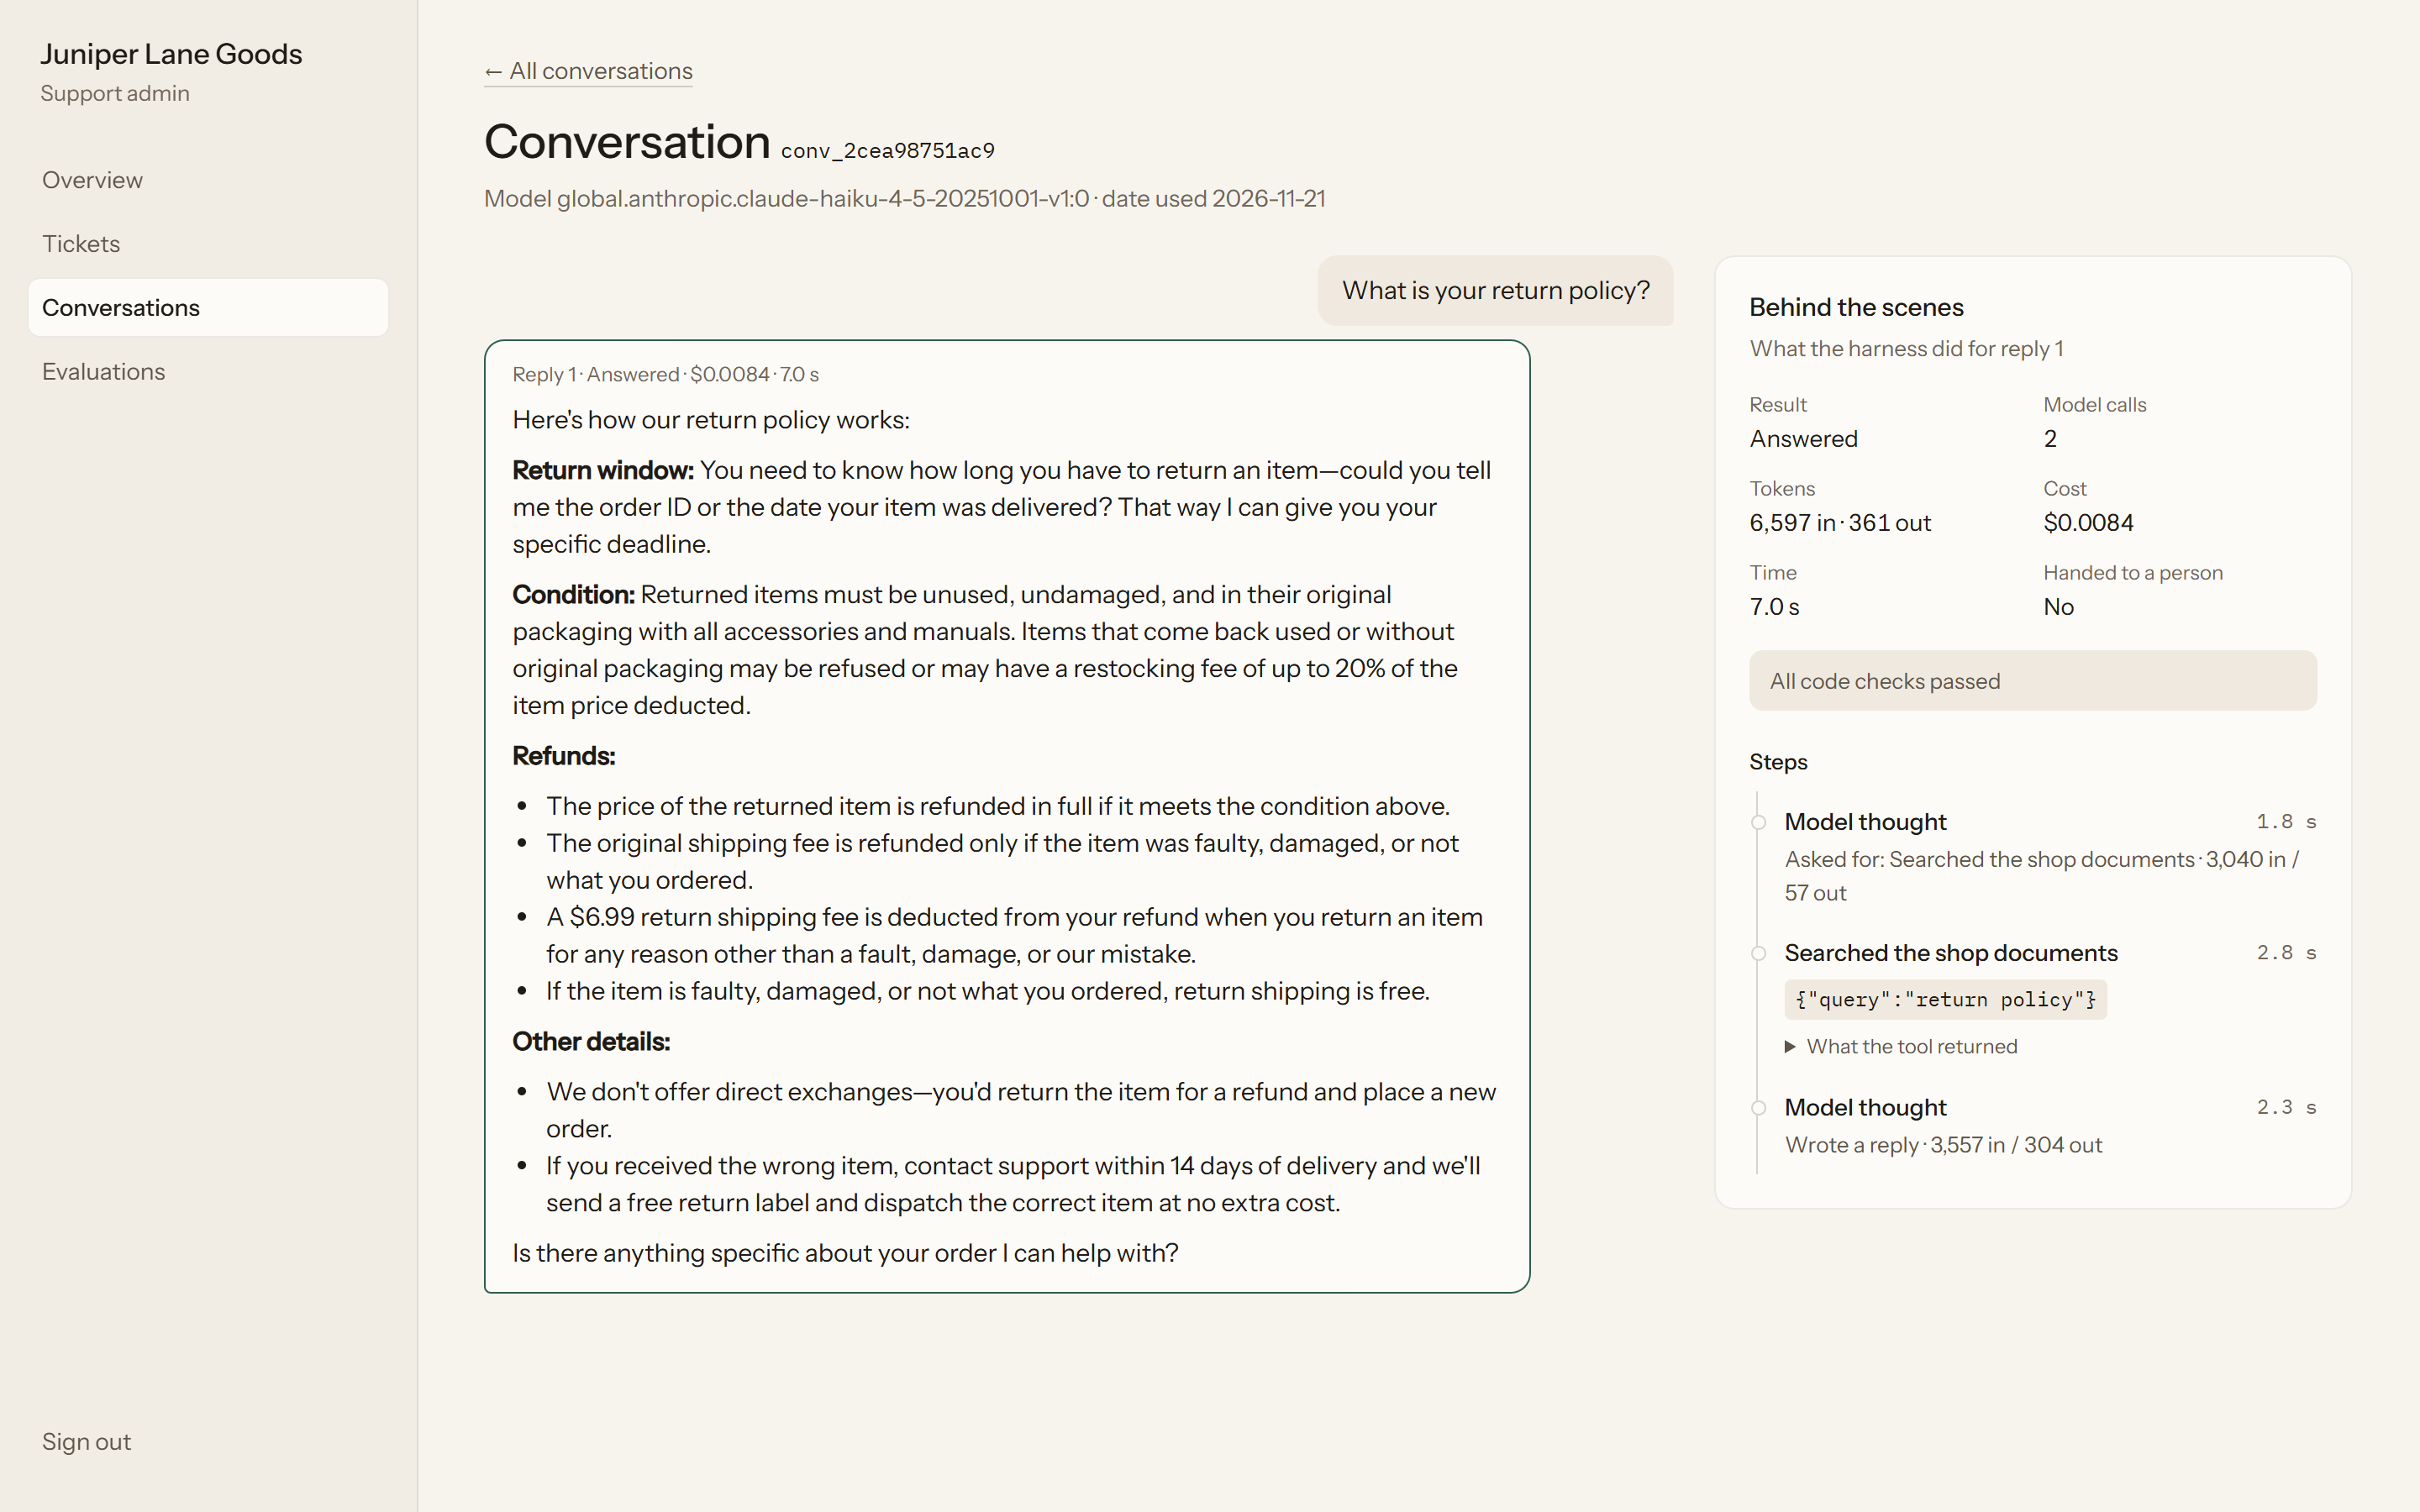 Juniper Lane Goods
Support admin
Overview
Tickets
Conversations
Evaluations
Sign out
← All conversations
Conversation conv_2cea98751ac9
Model global.anthropic.claude-haiku-4-5-20251001-v1:0 · date used 2026-11-21
What is your return policy?
Reply 1 · Answered · $0.0084 · 7.0 s
Here's how our return policy works:
Return window: You need to know how long you have to return an item—could you tell
me the order ID or the date your item was delivered? That way I can give you your
specific deadline.
Condition: Returned items must be unused, undamaged, and in their original
packaging with all accessories and manuals. Items that come back used or without
original packaging may be refused or may have a restocking fee of up to 20% of the
item price deducted.
Refunds:
• The price of the returned item is refunded in full if it meets the condition above.
• The original shipping fee is refunded only if the item was faulty, damaged, or not
what you ordered.
• A $6.99 return shipping fee is deducted from your refund when you return an item
for any reason other than a fault, damage, or our mistake.
• If the item is faulty, damaged, or not what you ordered, return shipping is free.
Other details:
• We don't offer direct exchanges—you'd return the item for a refund and place a new
order.
• If you received the wrong item, contact support within 14 days of delivery and we'll
send a free return label and dispatch the correct item at no extra cost.
Is there anything specific about your order I can help with?
Behind the scenes
What the harness did for reply 1
Result
Answered
Model calls
2
Tokens
6,597 in · 361 out
Cost
$0.0084
Time
7.0 s
Handed to a person
No
All code checks passed
Steps
Model thought 1.8 s
Asked for: Searched the shop documents · 3,040 in /
57 out
Searched the shop documents 2.8 s
{"query":"return policy"}
▶ What the tool returned
Model thought 2.3 s
Wrote a reply · 3,557 in / 304 out